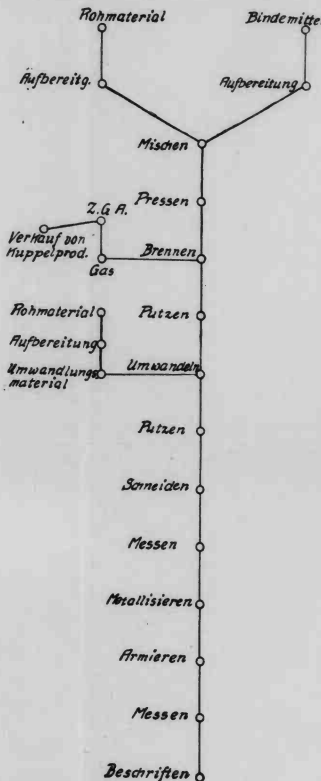 Rohmaterial
Bindemittel
Aufbereitg.
Aufbereitung
Mischen
Pressen
Z.G.A.
Verkauf von
Kuppelprod.
Gas
Brennen
Rohmaterial
Putzen
Aufbereitung
Umwandlungs
material
Umwandeln
Putzen
Schneiden
Messen
Metallisieren
Armieren
Messen
Beschriften